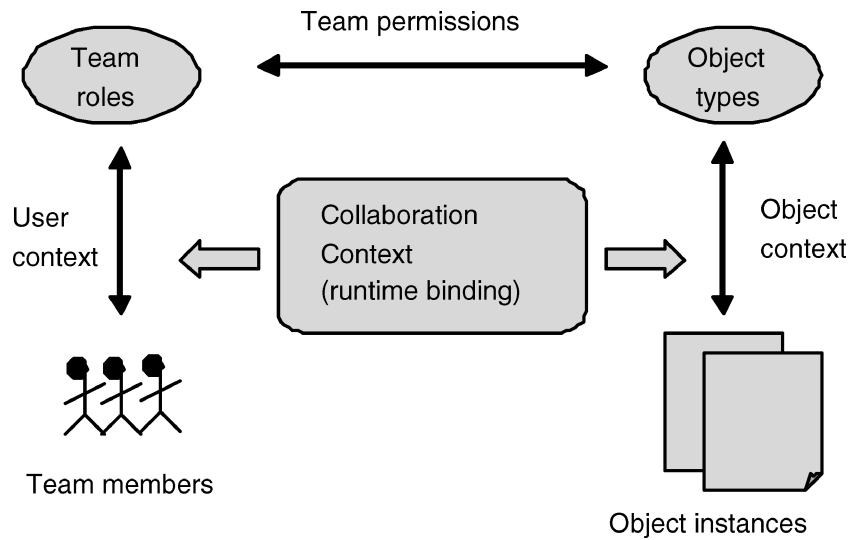 Team permissions
Team
roles
Object
types
User
context
Collaboration
Context
(runtime binding)
Object
context
Team members
Object instances